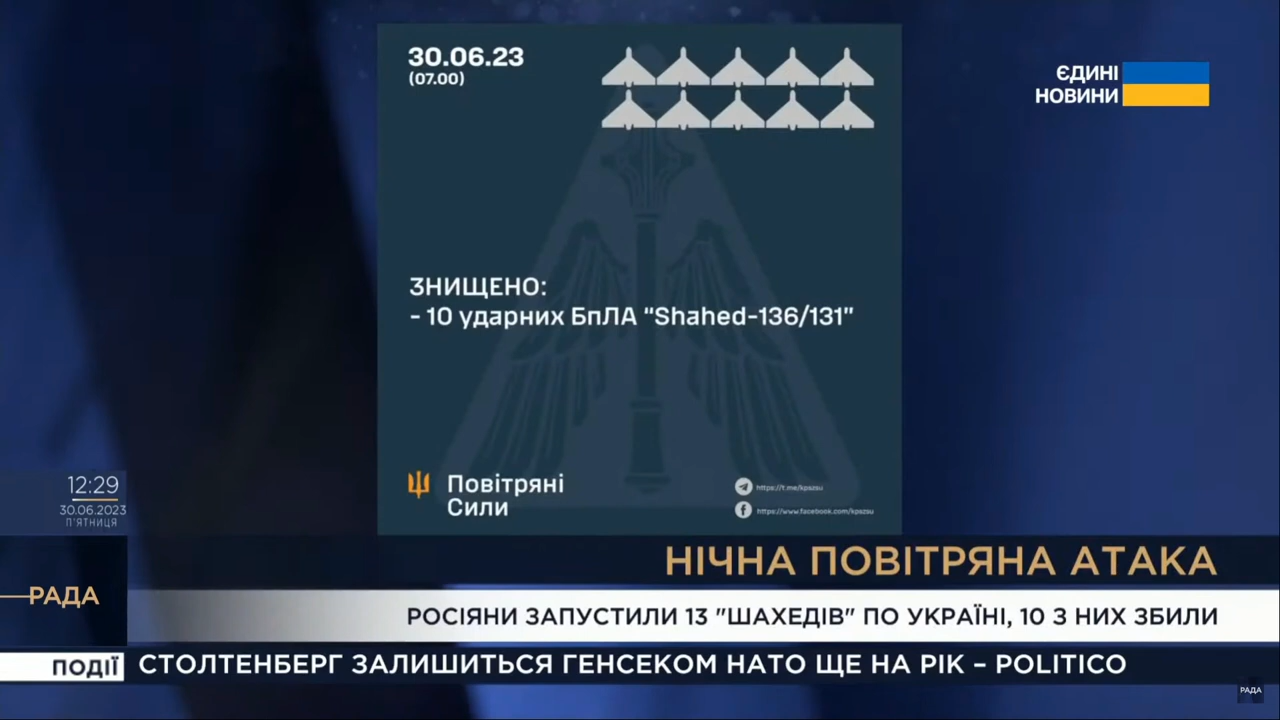 30.06.23
(07.00)
ЄДИНІ
НОВИНИ
ЗНИЩЕНО:
- 10 ударних БпЛА “Shahed-136/131”
Повітряні
Сили
https://t.me/kpszsu
https://www.facebook.com/kpszsu
12:29
30.06.2023
П'ЯТНИЦЯ
НІЧНА ПОВІТРЯНА АТАКА
РАДА
РОСІЯНИ ЗАПУСТИЛИ 13 "ШАХЕДІВ" ПО УКРАЇНІ, 10 З НИХ ЗБИЛИ
ПОДІЇ СТОЛТЕНБЕРГ ЗАЛИШИТЬСЯ ГЕНСЕКОМ НАТО ЩЕ НА РІК – POLITICO
РАДА